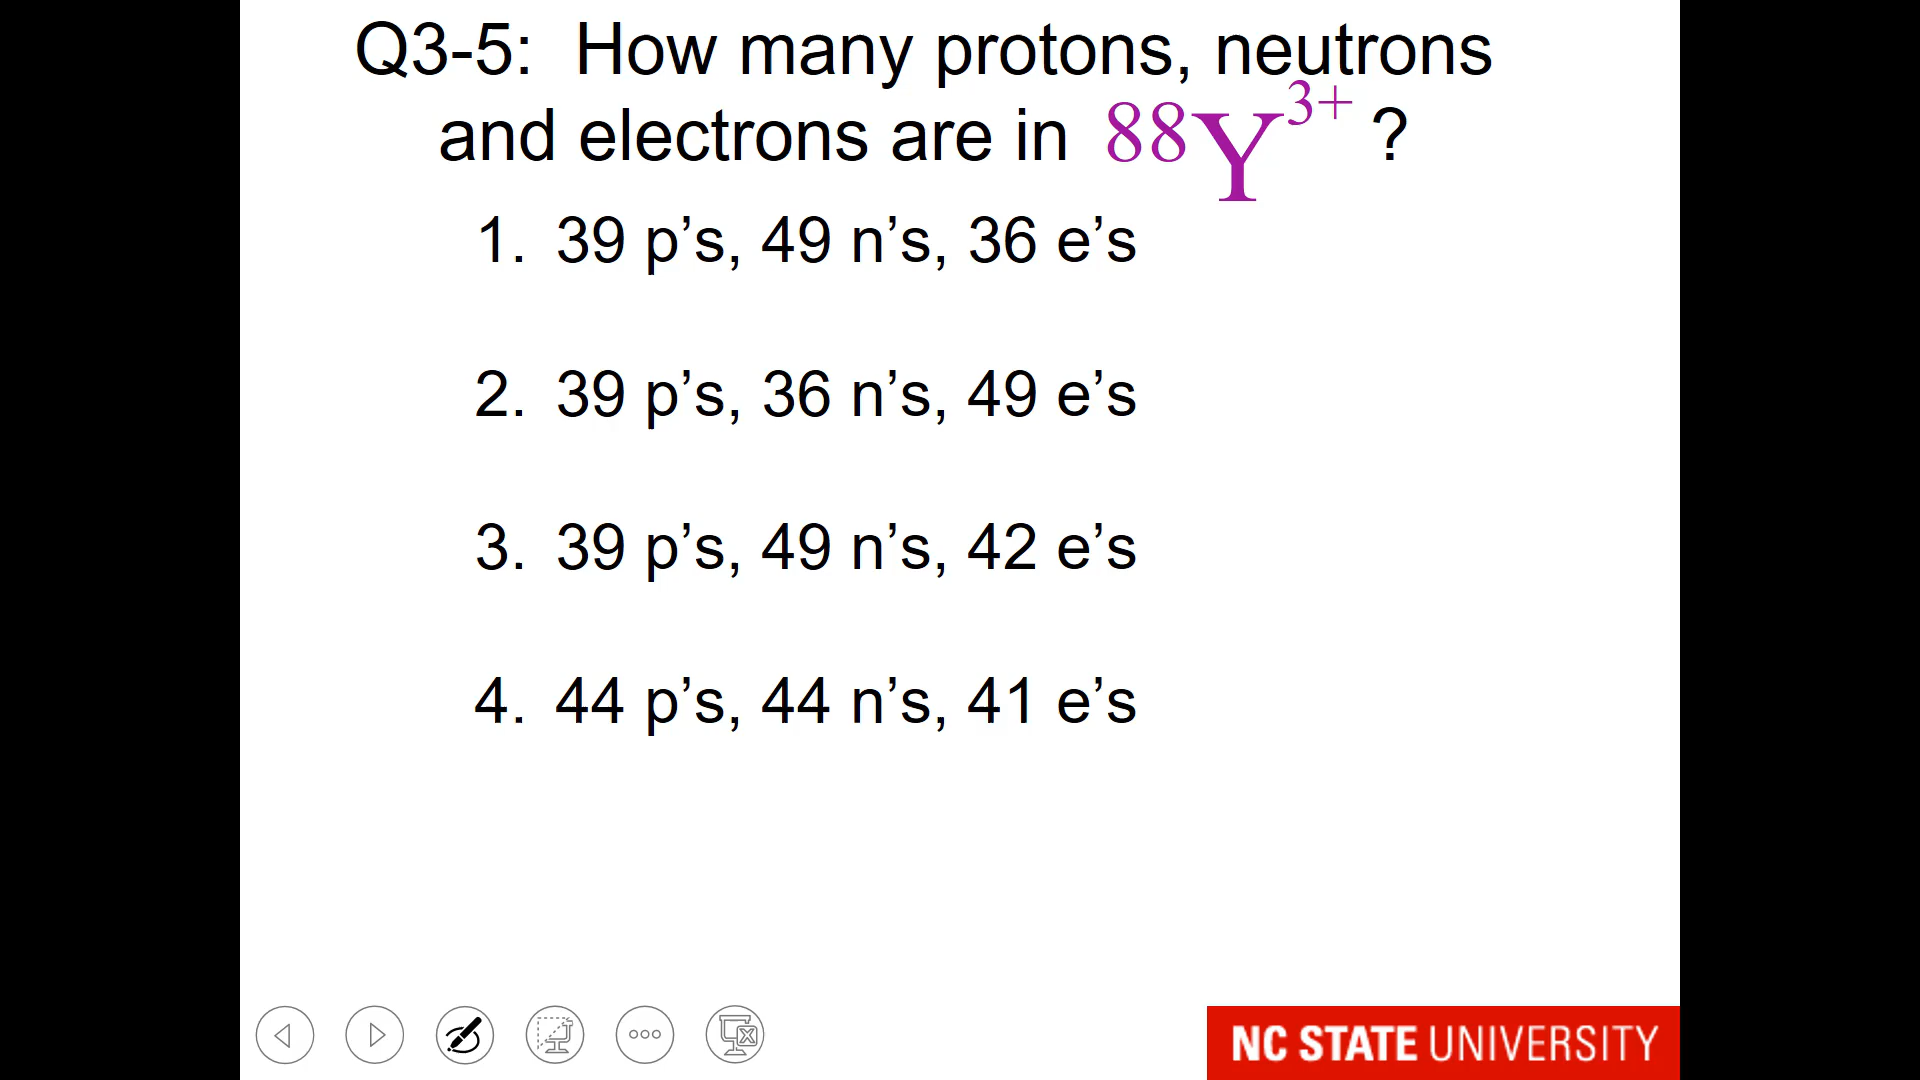 Q3-5: How many protons, neutrons
and electrons are in 88Y3+ ?
1. 39 p’s, 49 n’s, 36 e’s
2. 39 p’s, 36 n’s, 49 e’s
3. 39 p’s, 49 n’s, 42 e’s
4. 44 p’s, 44 n’s, 41 e’s
NC STATE UNIVERSITY